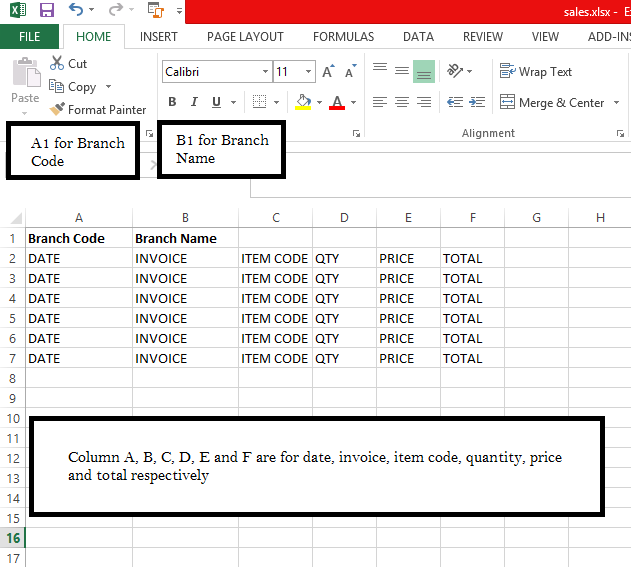 sales.xlsx - E
FILE HOME INSERT PAGE LAYOUT FORMULAS DATA REVIEW VIEW ADD-INS
Cut
Calibri 11 A A Wrap Text
Paste Copy
B I U A Merge & Center
Format Painter
Alignment
A1 for Branch
Code
B1 for Branch
Name
A B C D E F G H
1 Branch Code Branch Name
2 DATE INVOICE ITEM CODE QTY PRICE TOTAL
3 DATE INVOICE ITEM CODE QTY PRICE TOTAL
4 DATE INVOICE ITEM CODE QTY PRICE TOTAL
5 DATE INVOICE ITEM CODE QTY PRICE TOTAL
6 DATE INVOICE ITEM CODE QTY PRICE TOTAL
7 DATE INVOICE ITEM CODE QTY PRICE TOTAL
8
9
10
11
12
13
14
15
16
17
Column A, B, C, D, E and F are for date, invoice, item code, quantity, price
and total respectively